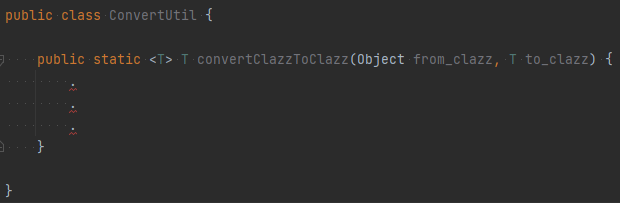 public class ConvertUtil {
public static <T> T convertClazzToClazz(Object from_clazz, T to_clazz) {
.
.
.
}
}